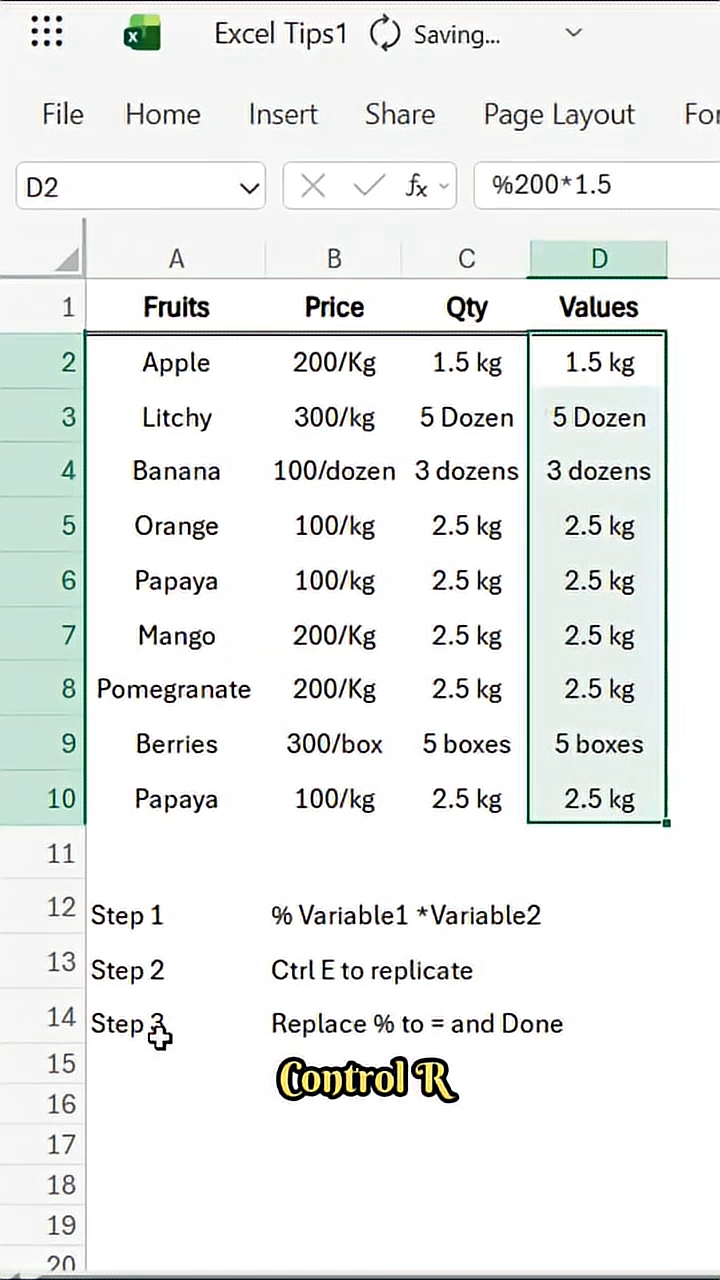 Excel Tips1 Saving...
File Home Insert Share Page Layout For
D2 fx %200*1.5
A B C D
1 Fruits Price Qty Values
2 Apple 200/Kg 1.5 kg 1.5 kg
3 Litchy 300/kg 5 Dozen 5 Dozen
4 Banana 100/dozen 3 dozens 3 dozens
5 Orange 100/kg 2.5 kg 2.5 kg
6 Papaya 100/kg 2.5 kg 2.5 kg
7 Mango 200/Kg 2.5 kg 2.5 kg
8 Pomegranate 200/Kg 2.5 kg 2.5 kg
9 Berries 300/box 5 boxes 5 boxes
10 Papaya 100/kg 2.5 kg 2.5 kg
11
12 Step 1 % Variable1 *Variable2
13 Step 2 Ctrl E to replicate
14 Step 3 Replace % to = and Done
15
Control R
16
17
18
19
20